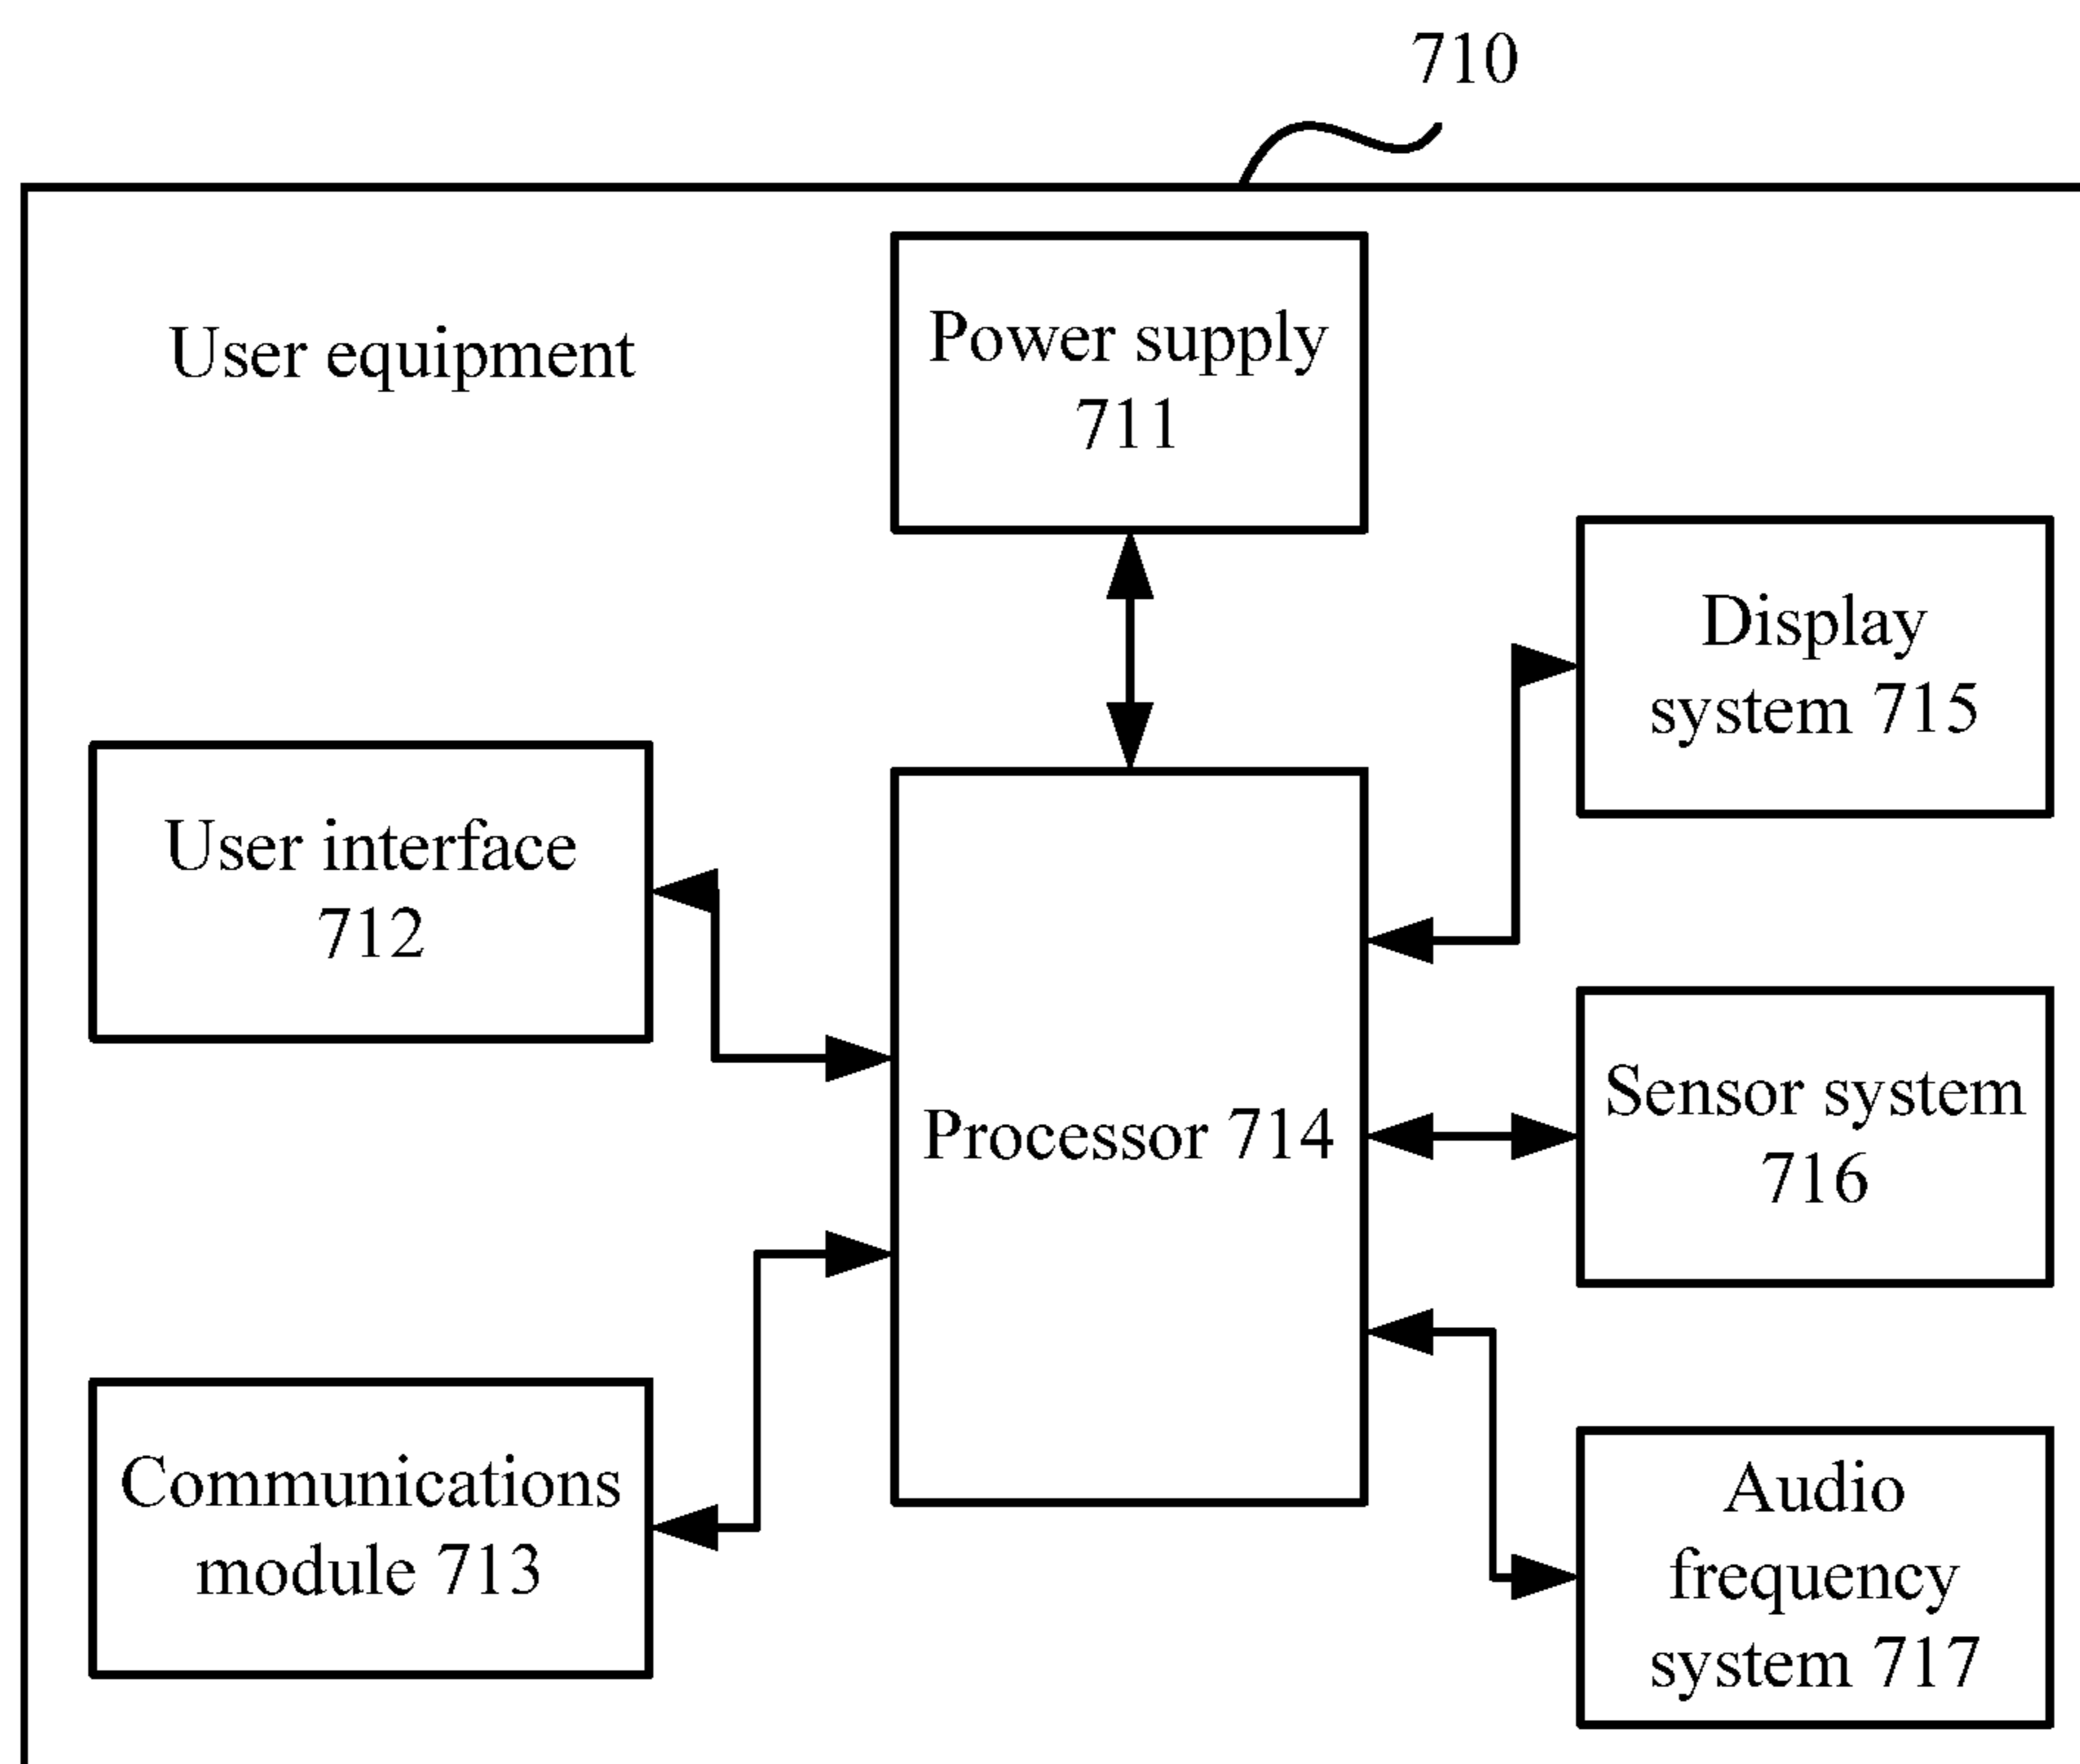 710
User equipment
Power supply
711
Display
system 715
User interface
712
Processor 714
Sensor system
716
Communications
module 713
Audio
frequency
system 717